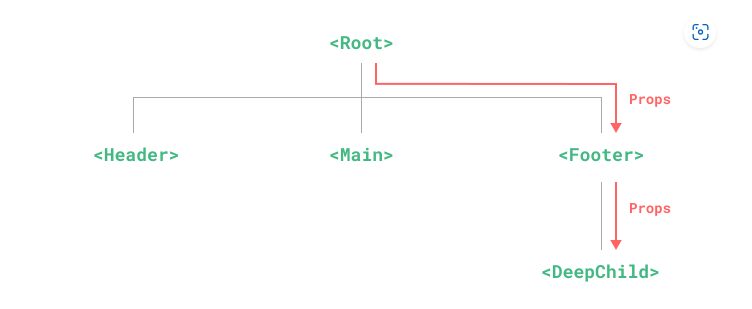 <Root>
Props
<Header>
<Main>
<Footer>
Props
<DeepChild>